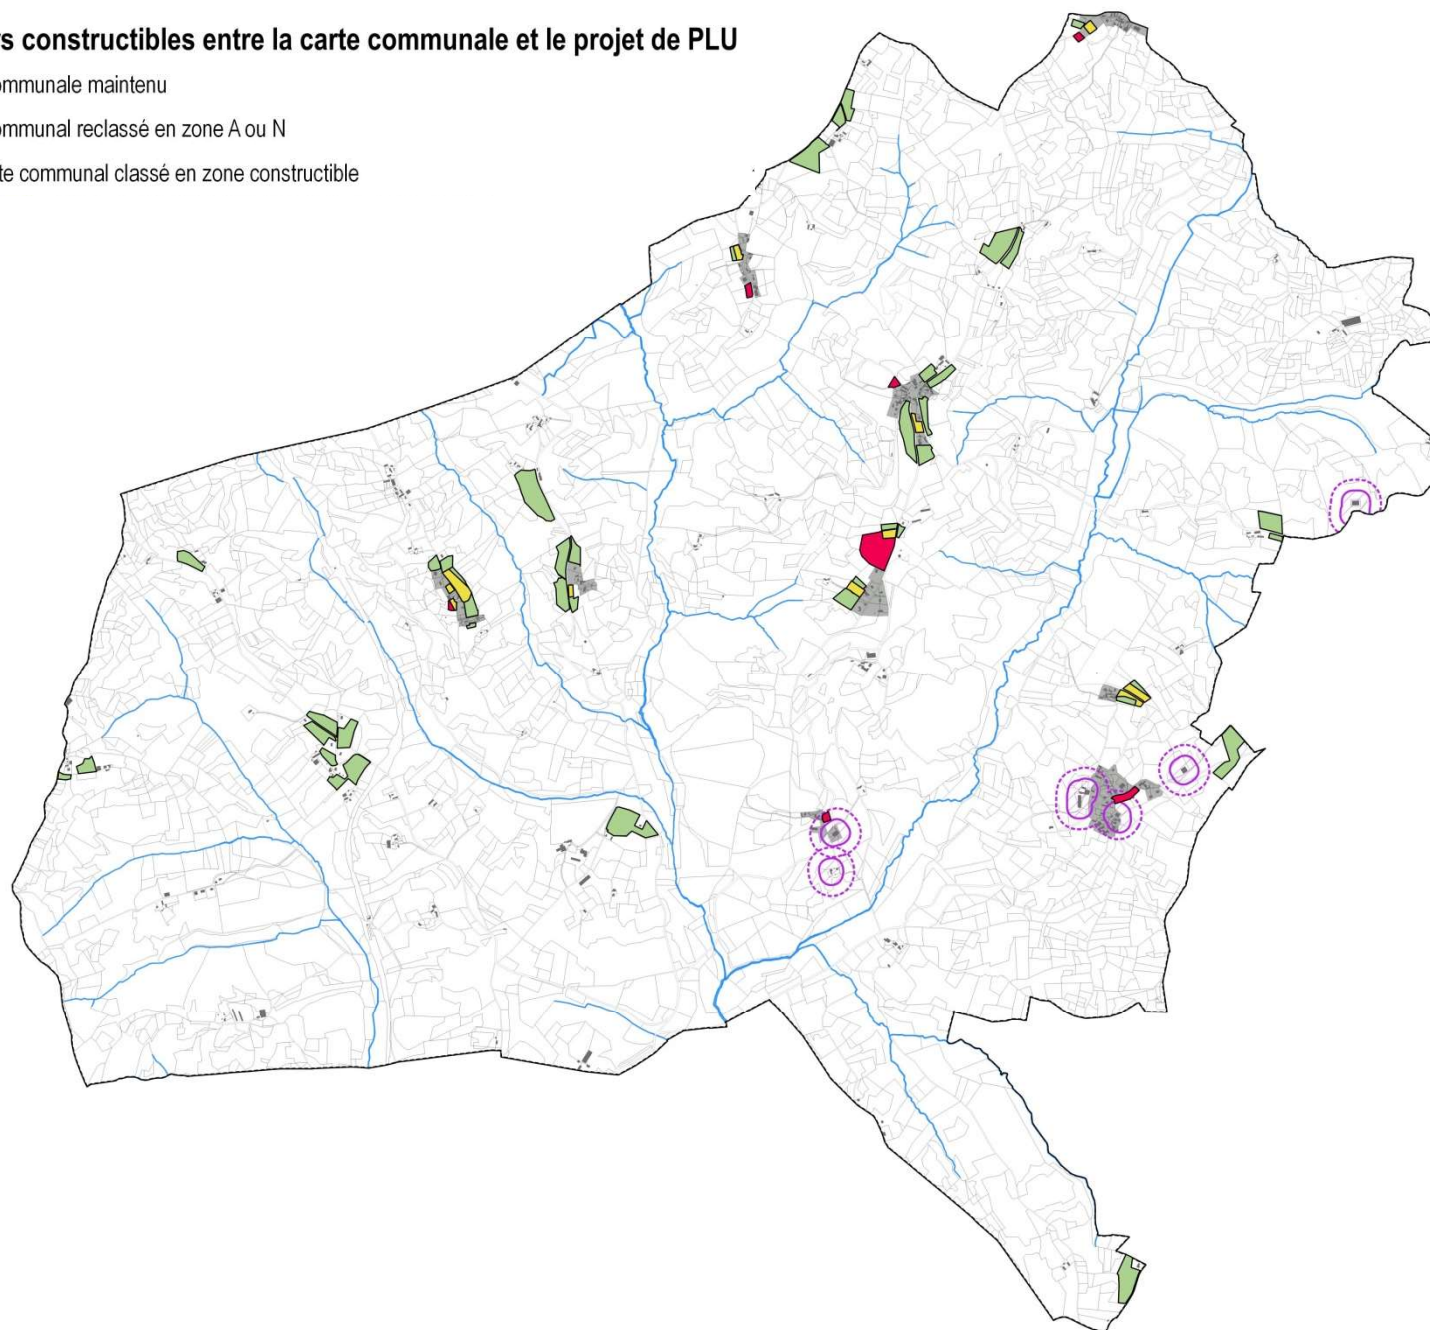 rs constructibles entre la carte communale et le projet de PLU
ommunale maintenu
ommunal reclassé en zone A ou N
te communal classé en zone constructible